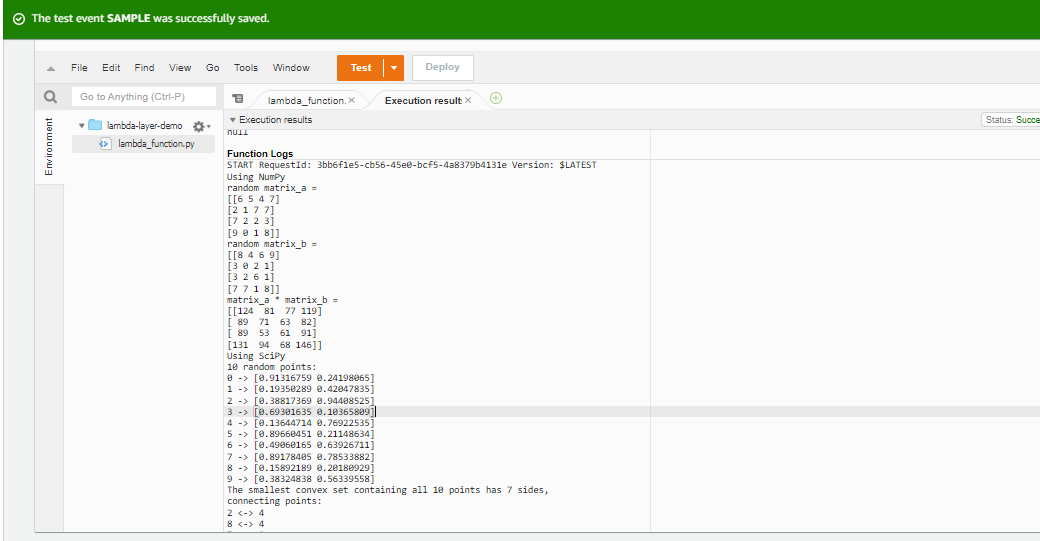 The test event SAMPLE was successfully saved.
File Edit Find View Go Tools Window Test Deploy
Go to Anything (Ctrl-P)
lambda_function. Execution result
Environment
lambda-layer-demo
lambda_function.py
Execution results
Status: Succe
null
Function Logs
START RequestId: 3bb6f1e5-cb56-45e0-bcf5-4a8379b4131e Version: $LATEST
Using NumPy
random matrix_a =
[[6 5 4 7]
[2 1 7 7]
[7 2 2 3]
[9 0 1 8]]
random matrix_b =
[[8 4 6 9]
[3 0 2 1]
[3 2 6 1]
[7 7 1 8]]
matrix_a * matrix_b =
[[124 81 77 119]
[ 89 71 63 82]
[ 89 53 61 91]
[131 94 68 146]]
Using SciPy
10 random points:
0 -> [0.91316759 0.24198065]
1 -> [0.19350289 0.42047835]
2 -> [0.38817369 0.94408525]
3 -> [0.69301635 0.10365809]
4 -> [0.13644714 0.76922535]
5 -> [0.89660451 0.21148634]
6 -> [0.49060165 0.63926711]
7 -> [0.89178405 0.78533882]
8 -> [0.15892189 0.20180929]
9 -> [0.38324838 0.56339558]
The smallest convex set containing all 10 points has 7 sides,
connecting points:
2 <-> 4
8 <-> 4